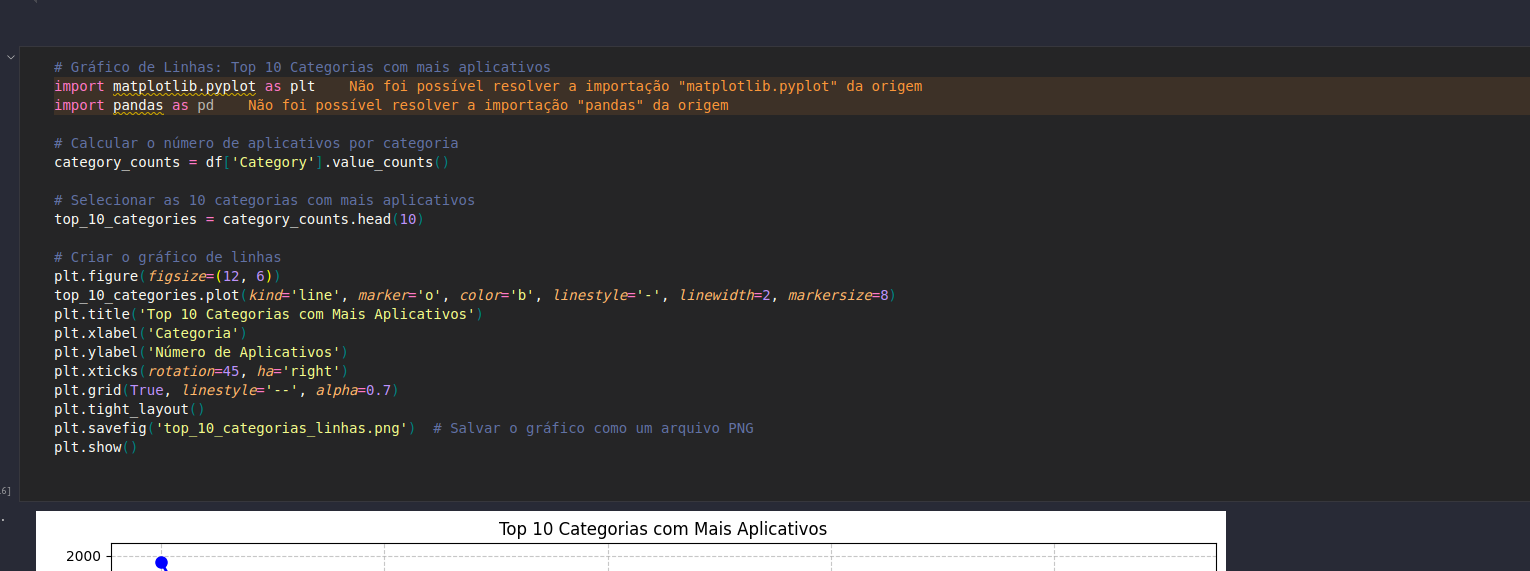 # Gráfico de Linhas: Top 10 Categorias com mais aplicativos
import matplotlib.pyplot as plt    Não foi possível resolver a importação "matplotlib.pyplot" da origem
import pandas as pd    Não foi possível resolver a importação "pandas" da origem
# Calcular o número de aplicativos por categoria
category_counts = df['Category'].value_counts()
# Selecionar as 10 categorias com mais aplicativos
top_10_categories = category_counts.head(10)
# Criar o gráfico de linhas
plt.figure(figsize=(12, 6))
top_10_categories.plot(kind='line', marker='o', color='b', linestyle='-', linewidth=2, markersize=8)
plt.title('Top 10 Categorias com Mais Aplicativos')
plt.xlabel('Categoria')
plt.ylabel('Número de Aplicativos')
plt.xticks(rotation=45, ha='right')
plt.grid(True, linestyle='--', alpha=0.7)
plt.tight_layout()
plt.savefig('top_10_categorias_linhas.png')  # Salvar o gráfico como um arquivo PNG
plt.show()
6]
Top 10 Categorias com Mais Aplicativos
2000